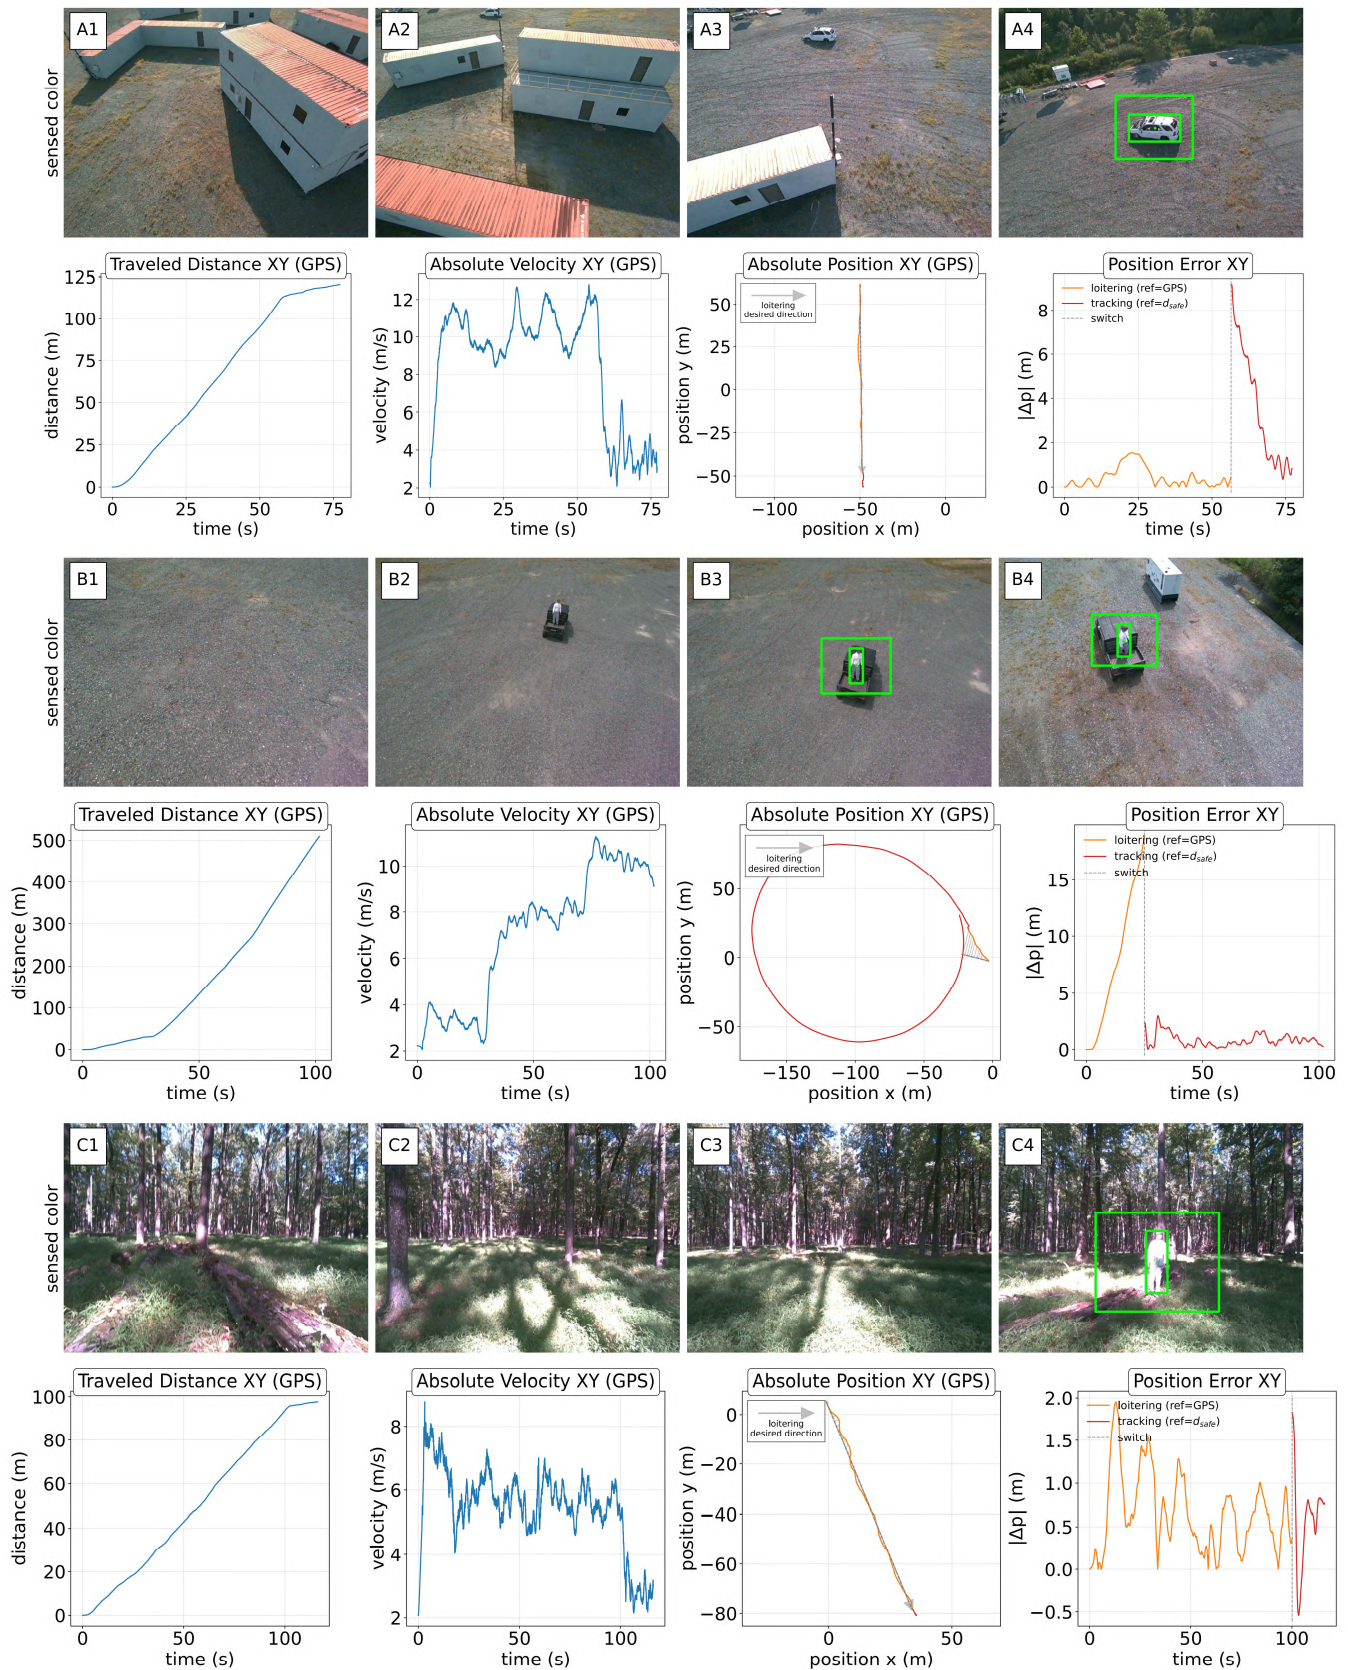 sensed color
A1
A2
A3
A4
Traveled Distance XY (GPS)
distance (m)
125
100
75
50
25
0
0 25 50 75
time (s)
Absolute Velocity XY (GPS)
velocity (m/s)
12
10
8
6
4
2
0 25 50 75
time (s)
Absolute Position XY (GPS)
loitering
desired direction
position y (m)
50
25
0
−25
−50
−100 −50 0
position x (m)
Position Error XY
loitering (ref=GPS)
tracking (ref=d_safe)
switch
|Δp| (m)
8
6
4
2
0
0 25 50 75
time (s)
sensed color
B1
B2
B3
B4
Traveled Distance XY (GPS)
distance (m)
500
400
300
200
100
0
0 50 100
time (s)
Absolute Velocity XY (GPS)
velocity (m/s)
10
8
6
4
2
0 50 100
time (s)
Absolute Position XY (GPS)
loitering
desired direction
position y (m)
50
0
−50
−150 −100 −50 0
position x (m)
Position Error XY
loitering (ref=GPS)
tracking (ref=d_safe)
switch
|Δp| (m)
15
10
5
0
0 50 100
time (s)
sensed color
C1
C2
C3
C4
Traveled Distance XY (GPS)
distance (m)
100
80
60
40
20
0
0 50 100
time (s)
Absolute Velocity XY (GPS)
velocity (m/s)
8
6
4
2
0 50 100
time (s)
Absolute Position XY (GPS)
loitering
desired direction
position y (m)
0
−20
−40
−60
−80
0 50
position x (m)
Position Error XY
loitering (ref=GPS)
tracking (ref=d_safe)
switch
|Δp| (m)
2.0
1.5
1.0
0.5
0.0
−0.5
0 50 100
time (s)